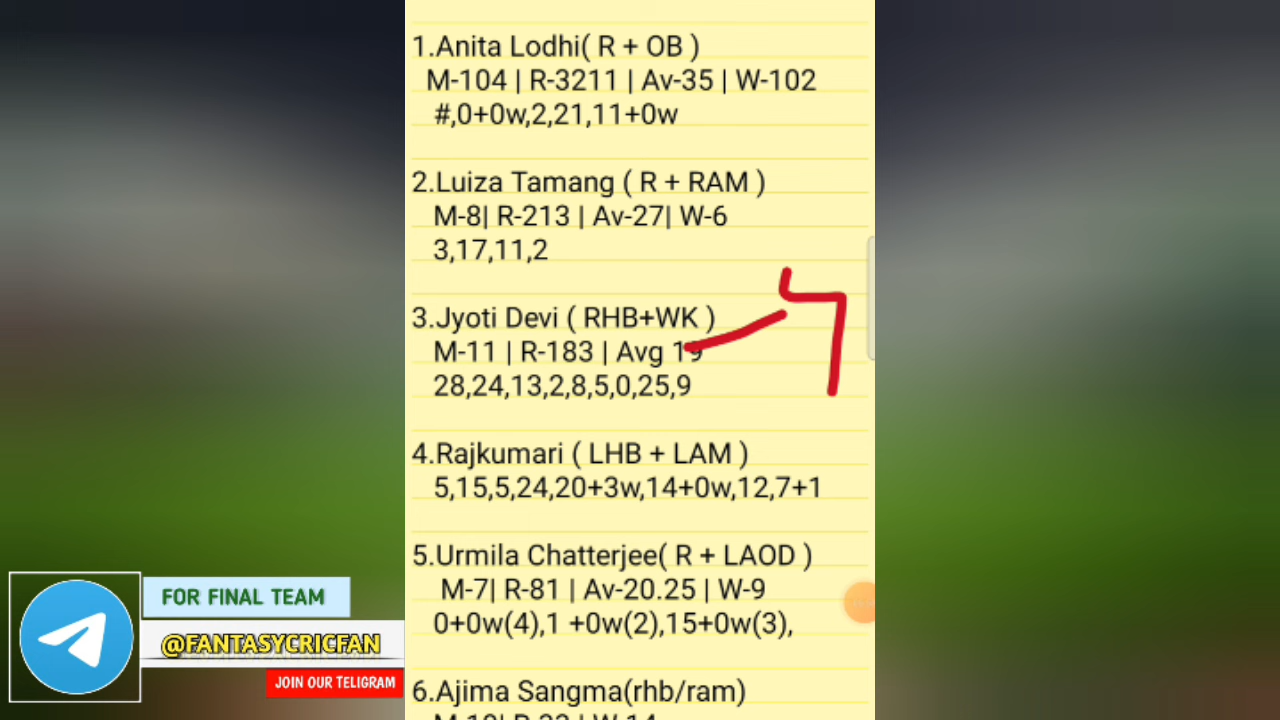 1.Anita Lodhi( R + OB )
M-104 | R-3211 | Av-35 | W-102
#,0+0w,2,21,11+0w
2.Luiza Tamang ( R + RAM )
M-8| R-213 | Av-27| W-6
3,17,11,2
3.Jyoti Devi ( RHB+WK )
M-11 | R-183 | Avg 19
28,24,13,2,8,5,0,25,9
4.Rajkumari ( LHB + LAM )
5,15,5,24,20+3w,14+0w,12,7+1
5.Urmila Chatterjee( R + LAOD )
M-7| R-81 | Av-20.25 | W-9
0+0w(4),1 +0w(2),15+0w(3),
6.Ajima Sangma(rhb/ram)
FOR FINAL TEAM
@FANTASYCRICFAN
JOIN OUR TELIGRAM